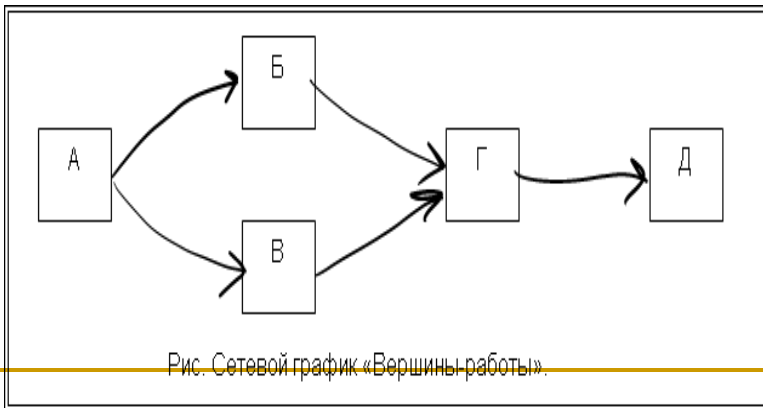 Б
А
Г
Д
В
Рис. Сетевой график «Вершины-работы».